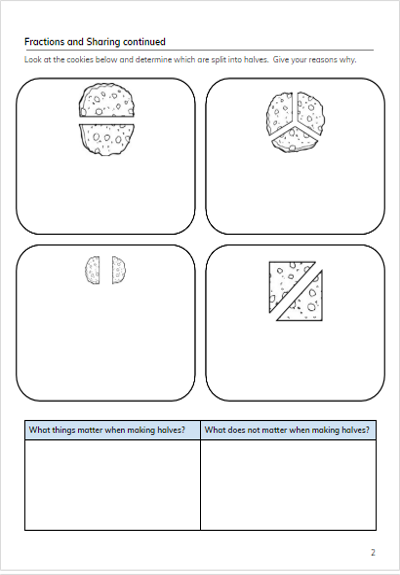 Fractions and Sharing continued
Look at the cookies below and determine which are split into halves.  Give your reasons why.
What things matter when making halves?
What does not matter when making halves?
2